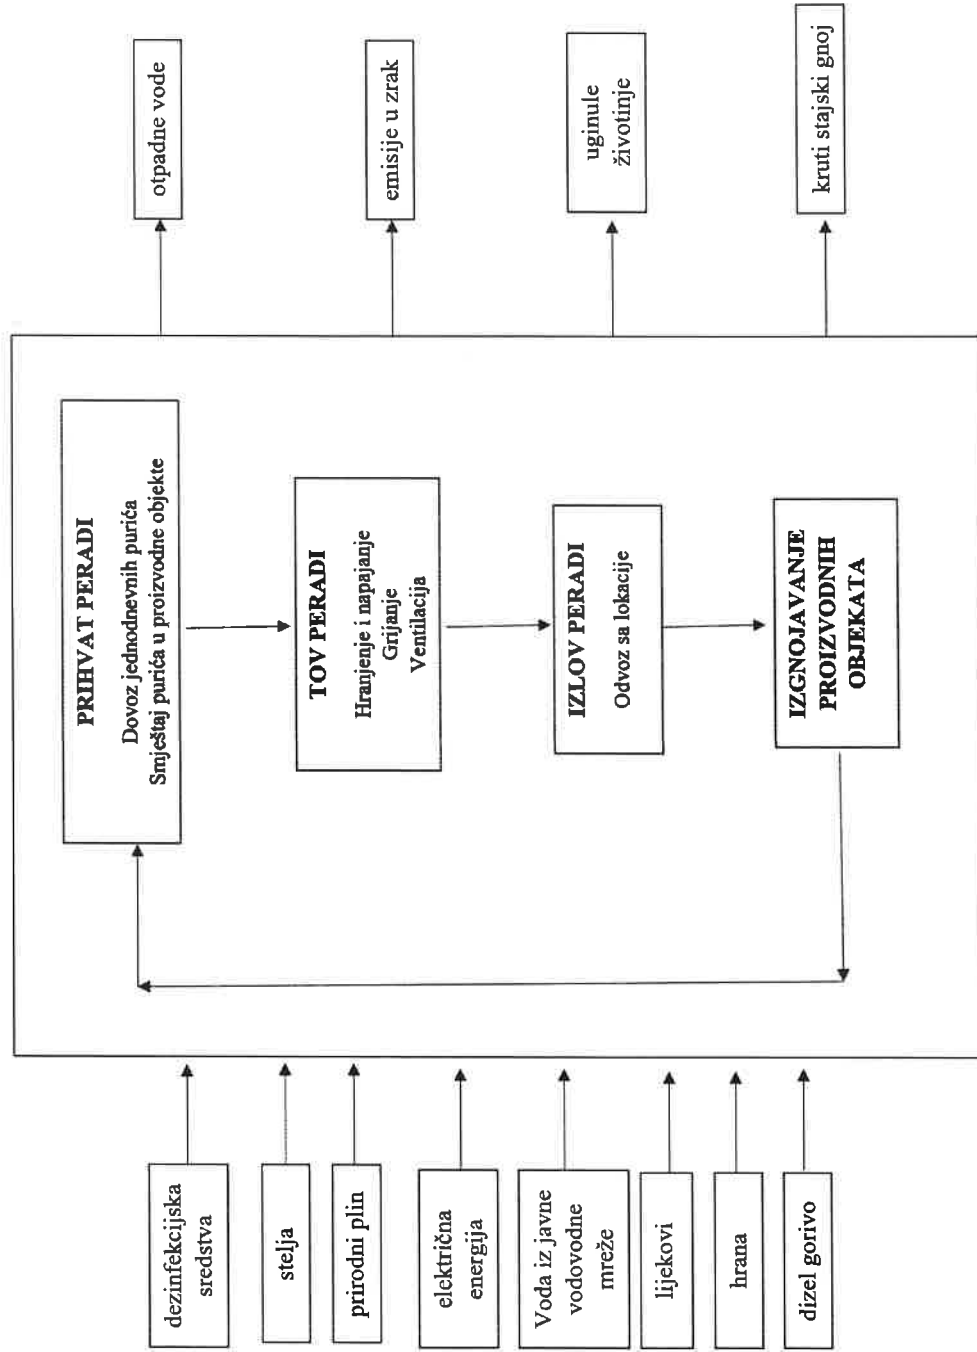 dezinfekcijska
sredstva
stelja
prirodni plin
električna
energija
Voda iz javne
vodovodne
mreže
lijekovi
hrana
dizel gorivo
PRIHVAT PERADI
Dovoz jednodnevnih purića
Smještaj purića u proizvodne objekte
TOV PERADI
Hranjenje i napajanje
Grijanje
Ventilacija
IZLOV PERADI
Odvoz sa lokacije
IZGNOJAVANJE
PROIZVODNIH
OBJEKATA
otpadne vode
emisije u zrak
uginule
životinje
kruti stajski gnoj